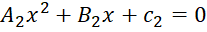 A₂x² + B₂x + c₂ = 0